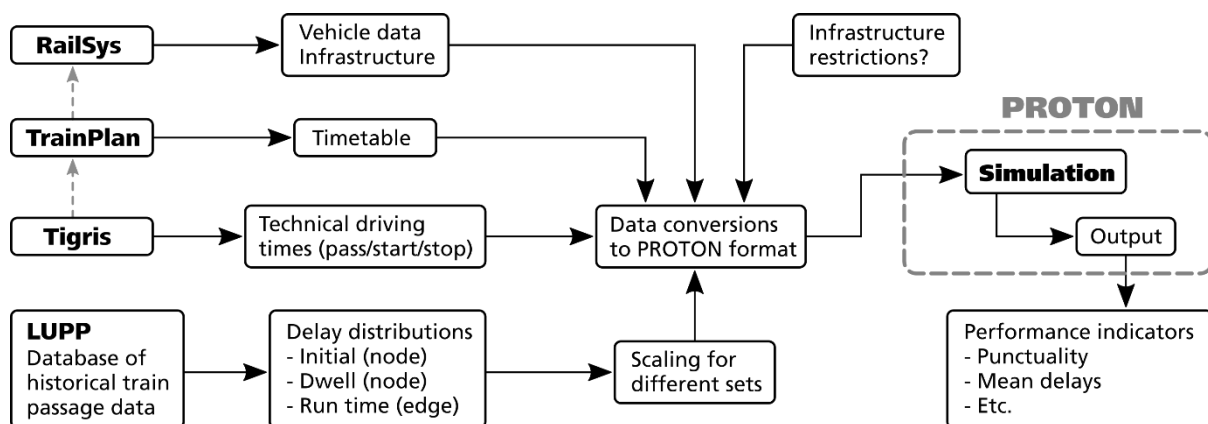 RailSys
Vehicle data
Infrastructure
Infrastructure
restrictions?
PROTON
TrainPlan
Timetable
Simulation
Tigris
Technical driving
times (pass/start/stop)
Data conversions
to PROTON format
Output
LUPP
Database of
historical train
passage data
Delay distributions
- Initial (node)
- Dwell (node)
- Run time (edge)
Scaling for
different sets
Performance indicators
- Punctuality
- Mean delays
- Etc.